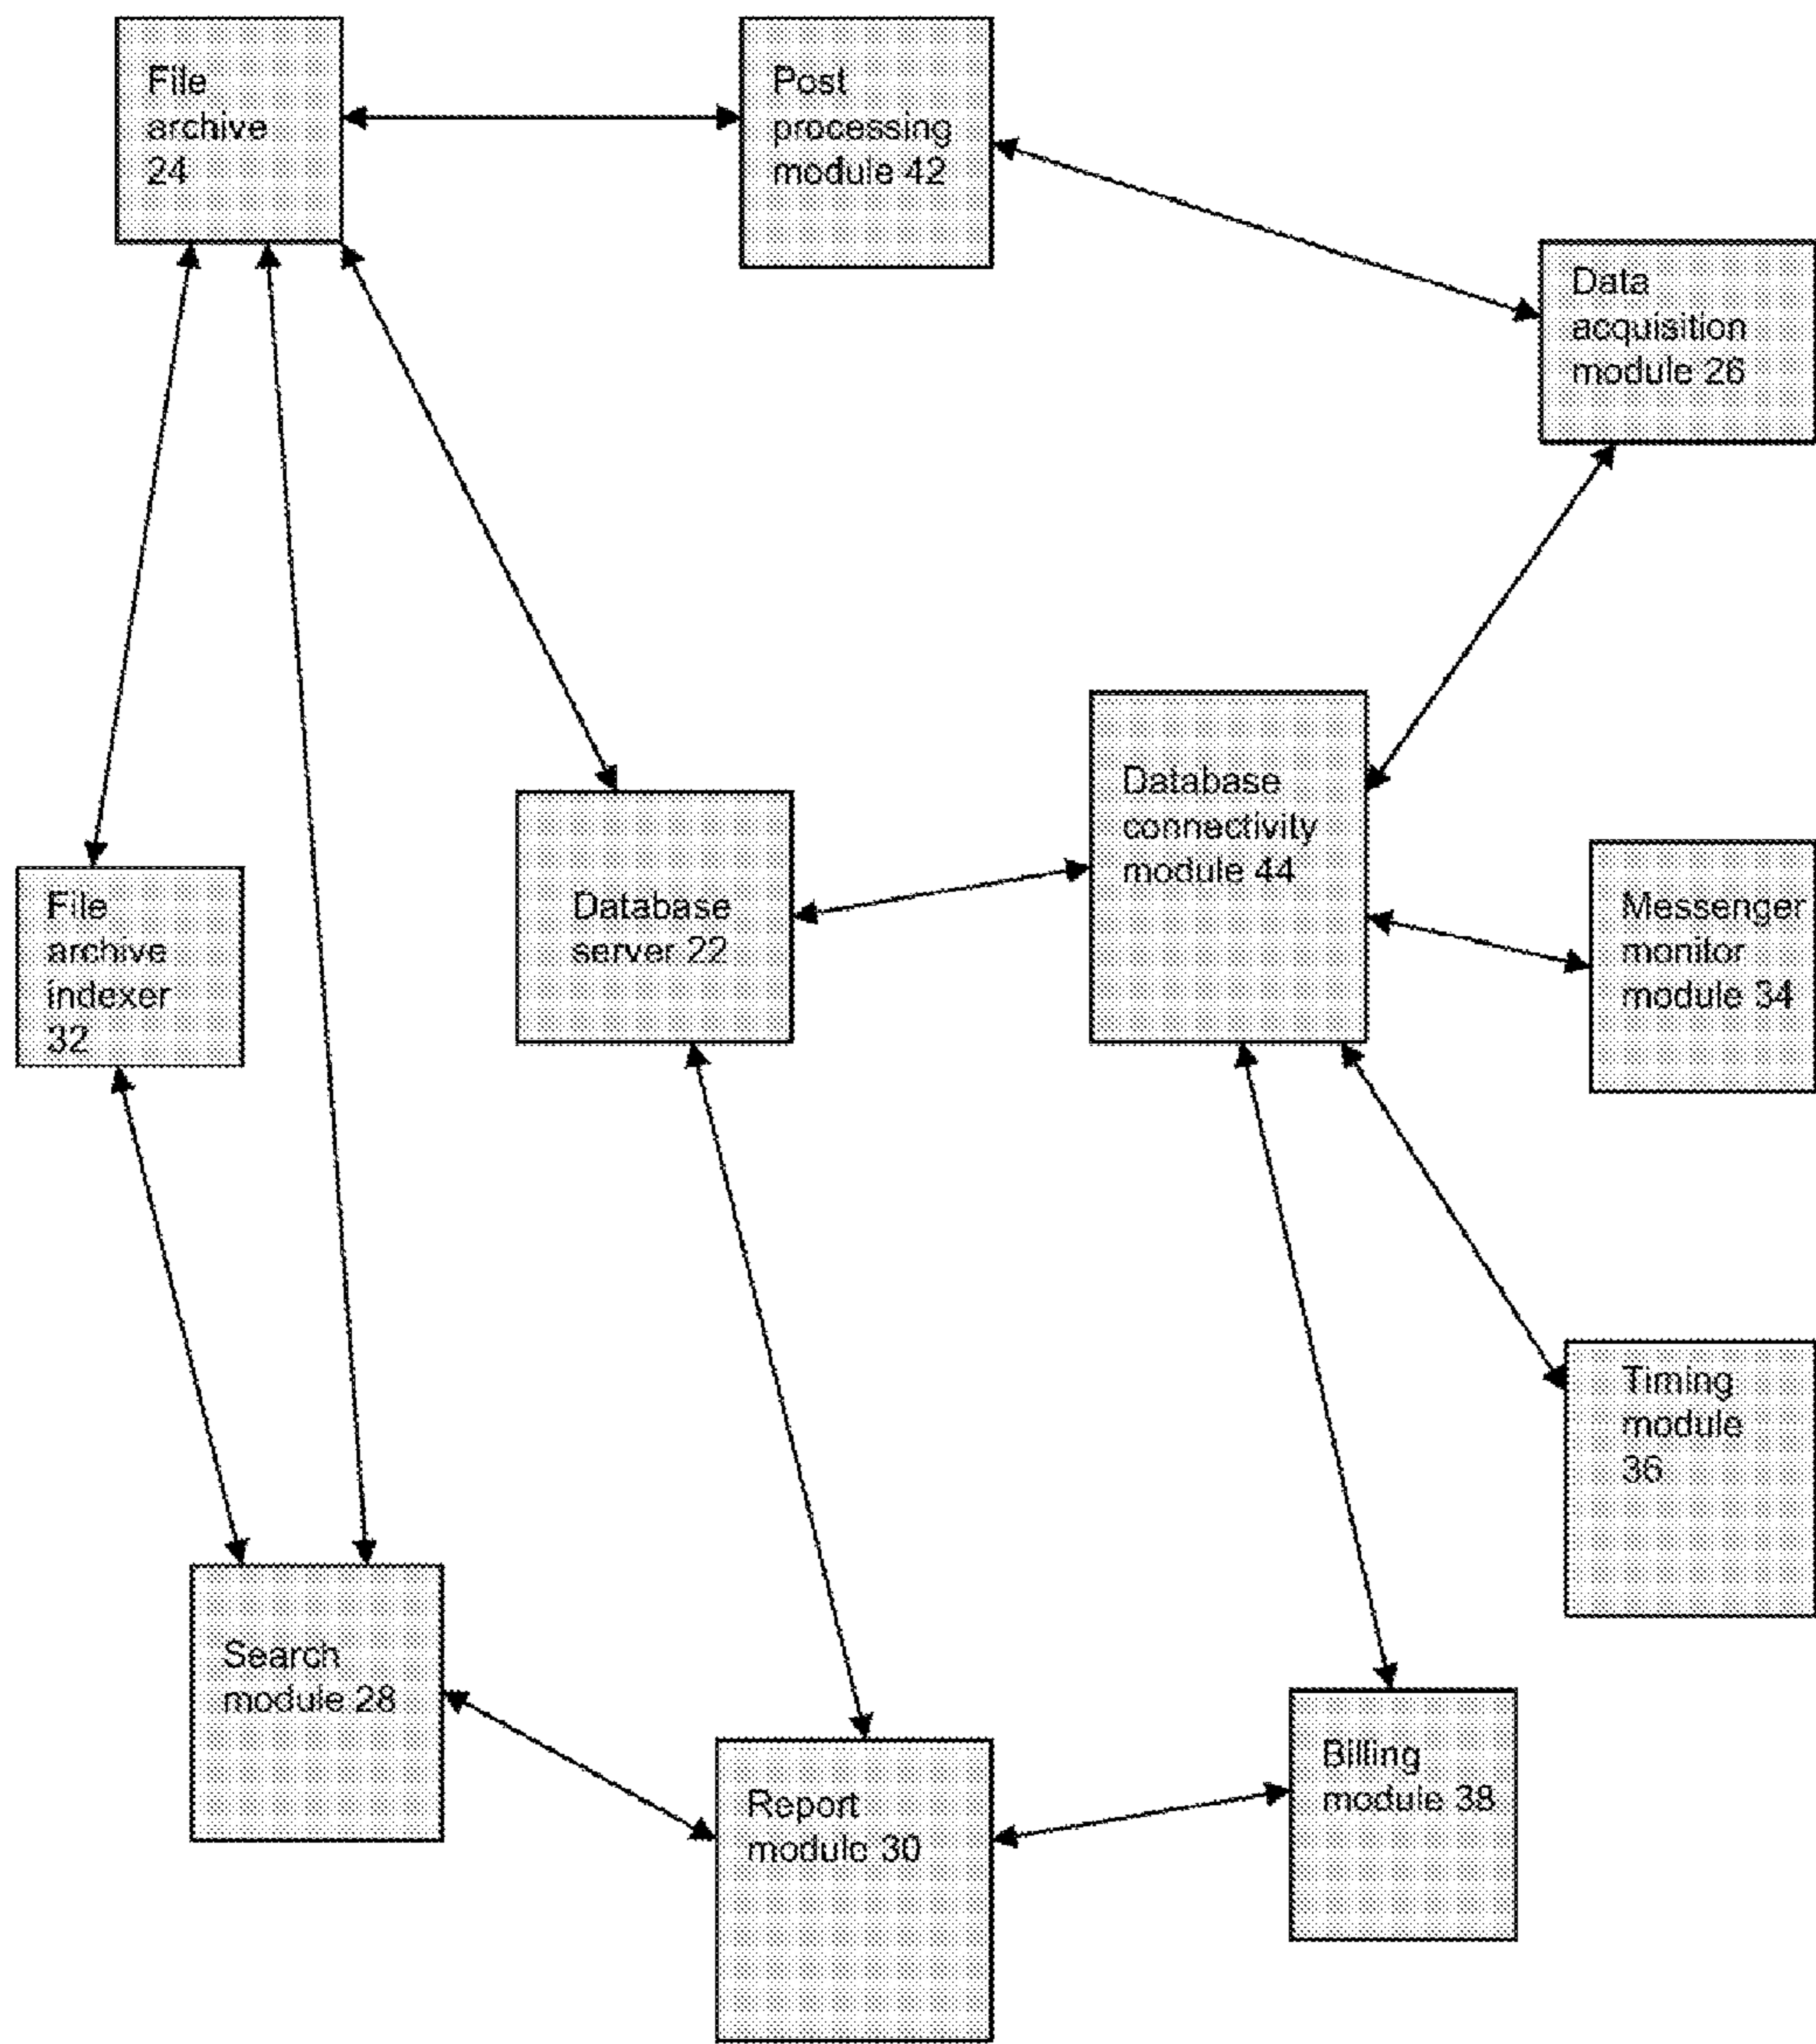 File
archive
24
Post
processing
module 42
Data
acquisition
module 26
Database
connectivity
module 44
File
archive
indexer
32
Database
server 22
Messenger
monitor
module 34
Timing
module
36
Search
module 28
Report
module 30
Billing
module 38